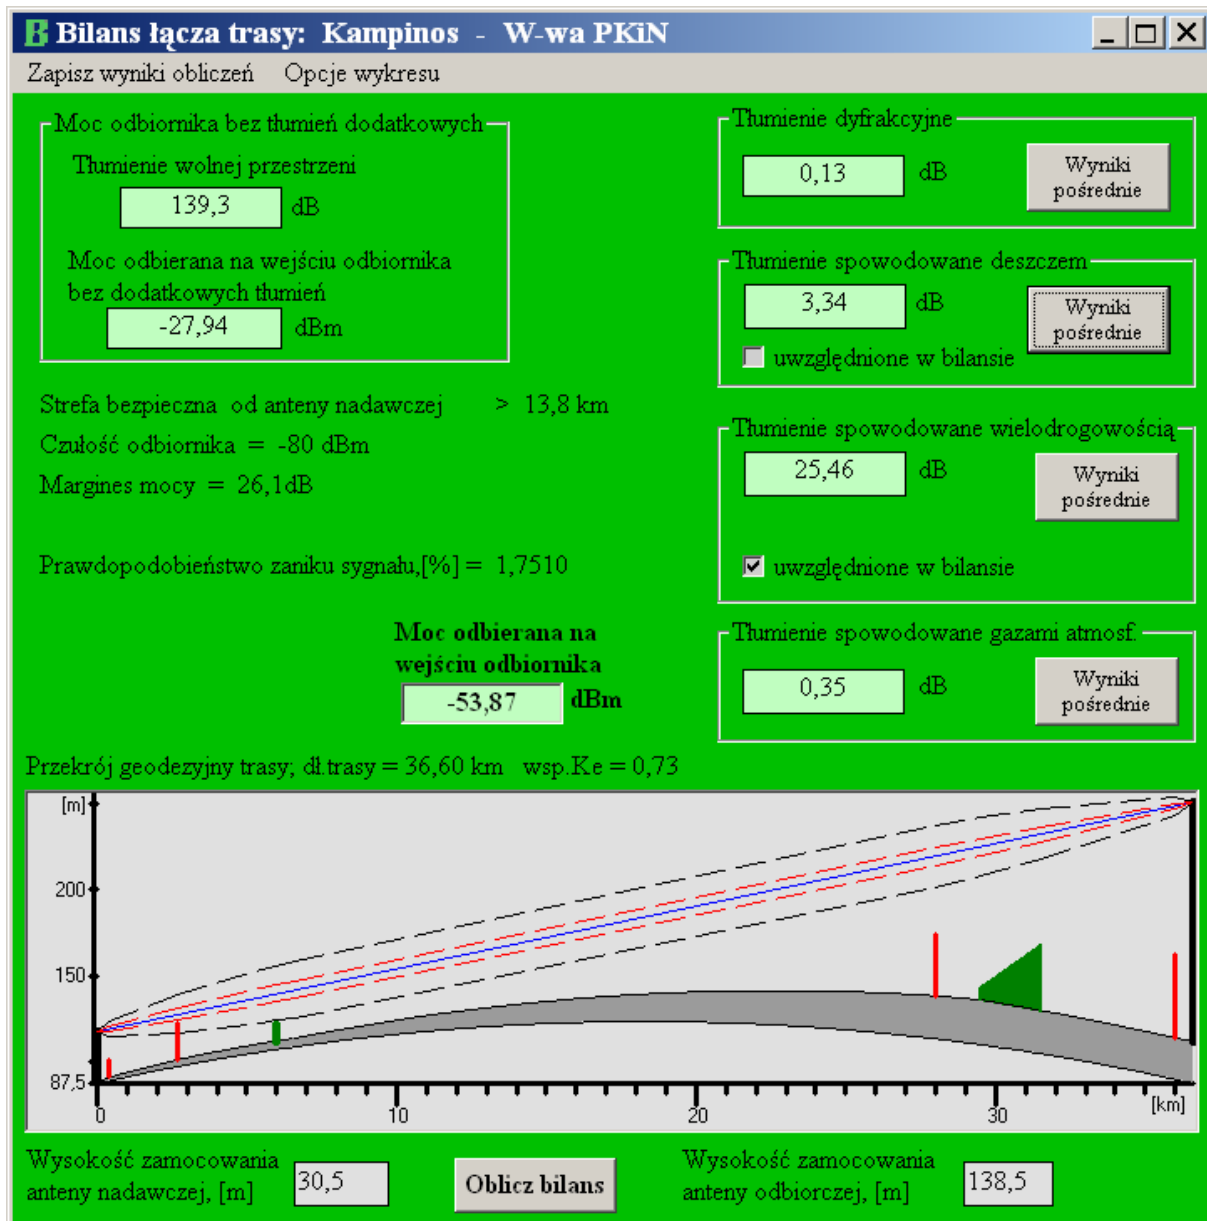 Bilans łącza trasy: Kampinos - W-wa PKiN
Zapisz wyniki obliczeń Opcje wykresu
Moc odbiornika bez tłumień dodatkowych
Tłumienie wolnej przestrzeni
139,3 dB
Moc odbierana na wejściu odbiornika
bez dodatkowych tłumień
-27,94 dBm
Strefa bezpieczna od anteny nadawczej > 13,8 km
Czułość odbiornika = -80 dBm
Margines mocy = 26,1dB
Prawdopodobieństwo zaniku sygnału,[%] = 1,7510
Moc odbierana na
wejściu odbiornika
-53,87 dBm
Tłumienie dyfrakcyjne
0,13 dB
Wyniki
pośrednie
Tłumienie spowodowane deszczem
3,34 dB
Wyniki
pośrednie
uwzględnione w bilansie
Tłumienie spowodowane wielodrogowością
25,46 dB
Wyniki
pośrednie
uwzględnione w bilansie
Tłumienie spowodowane gazami atmosf.
0,35 dB
Wyniki
pośrednie
Przekrój geodezyjny trasy; dł.trasy = 36,60 km wsp.Ke = 0,73
[m]
200
150
87,5
0 10 20 30 [km]
Wysokość zamocowania
anteny nadawczej, [m] 30,5
Oblicz bilans
Wysokość zamocowania
anteny odbiorczej, [m] 138,5